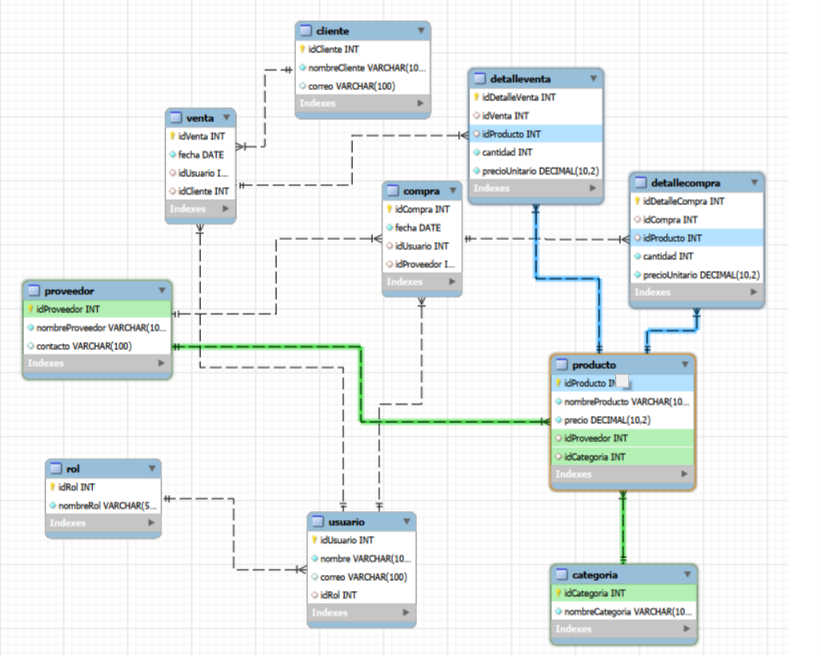 cliente
idCliente INT
nombreCliente VARCHAR(10...
correo VARCHAR(100)
Indexes
detalleventa
idDetalleVenta INT
idVenta INT
idProducto INT
cantidad INT
precioUnitario DECIMAL(10,2)
Indexes
venta
idVenta INT
fecha DATE
idUsuario I...
idCliente INT
Indexes
compra
idCompra INT
fecha DATE
idUsuario INT
idProveedor I...
Indexes
detallecompra
idDetalleCompra INT
idCompra INT
idProducto INT
cantidad INT
precioUnitario DECIMAL(10,2)
Indexes
proveedor
idProveedor INT
nombreProveedor VARCHAR(10...
contacto VARCHAR(100)
Indexes
producto
idProducto
nombreProducto VARCHAR(10...
precio DECIMAL(10,2)
idProveedor INT
idCategoria INT
Indexes
rol
idRol INT
nombreRol VARCHAR(5...
Indexes
usuario
idUsuario INT
nombre VARCHAR(10...
correo VARCHAR(100)
idRol INT
Indexes
categoria
idCategoria INT
nombreCategoria VARCHAR(10...
Indexes